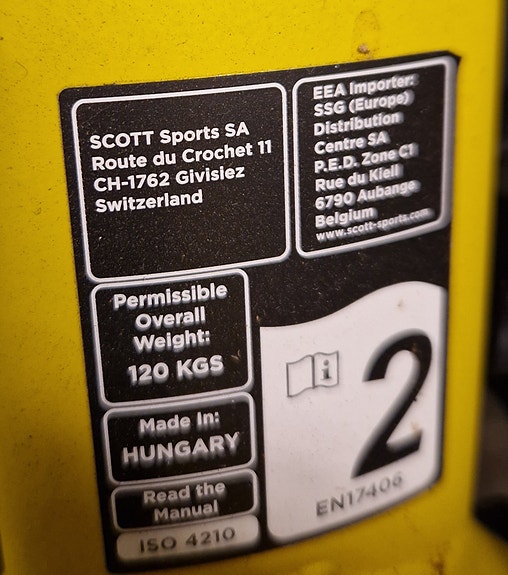 SCOTT Sports SA
Route du Crochet 11
CH-1762 Givisiez
Switzerland
EEA Importer:
SSG (Europe)
Distribution
Centre SA
P.E.D. Zone C1
Rue du Kiell
6790 Aubange
Belgium
www.scott-sports.com
Permissible
Overall
Weight:
120 KGS
Made In:
HUNGARY
Read the
Manual
ISO 4210
i
2
EN17406